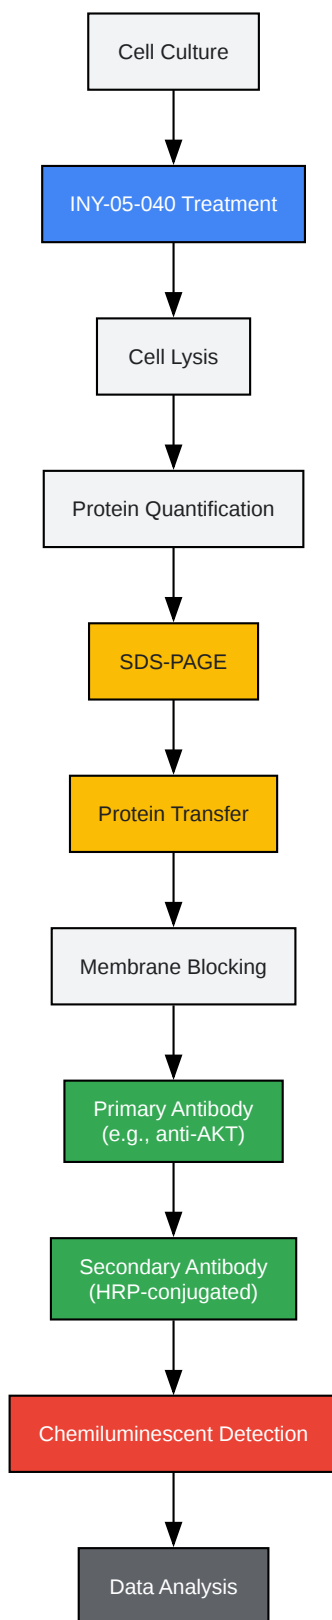 Cell Culture
INY-05-040 Treatment
Cell Lysis
Protein Quantification
SDS-PAGE
Protein Transfer
Membrane Blocking
Primary Antibody
(e.g., anti-AKT)
Secondary Antibody
(HRP-conjugated)
Chemiluminescent Detection
Data Analysis